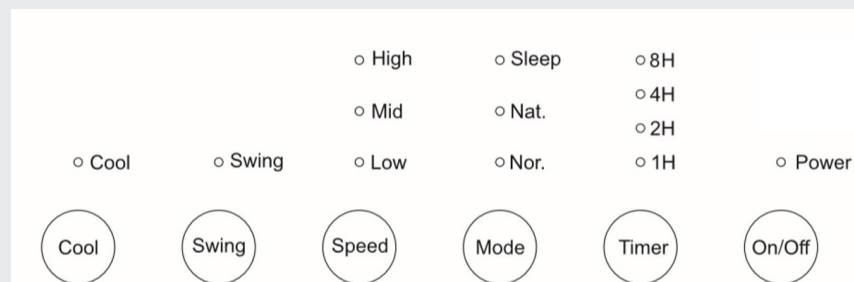 High Sleep 8H
4H
Mid Nat.
2H
Cool Swing Low Nor. 1H Power
Cool Swing Speed Mode Timer On/Off